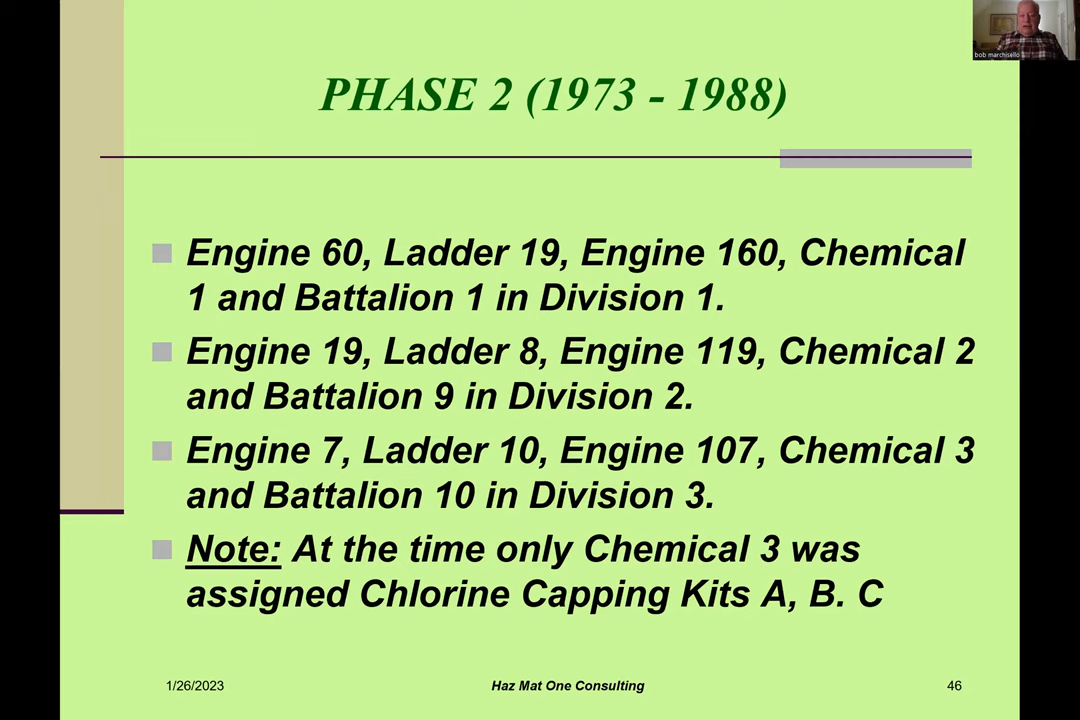 bob marchisello
PHASE 2 (1973 - 1988)
Engine 60, Ladder 19, Engine 160, Chemical
1 and Battalion 1 in Division 1.
Engine 19, Ladder 8, Engine 119, Chemical 2
and Battalion 9 in Division 2.
Engine 7, Ladder 10, Engine 107, Chemical 3
and Battalion 10 in Division 3.
Note: At the time only Chemical 3 was
assigned Chlorine Capping Kits A, B. C
1/26/2023
Haz Mat One Consulting
46